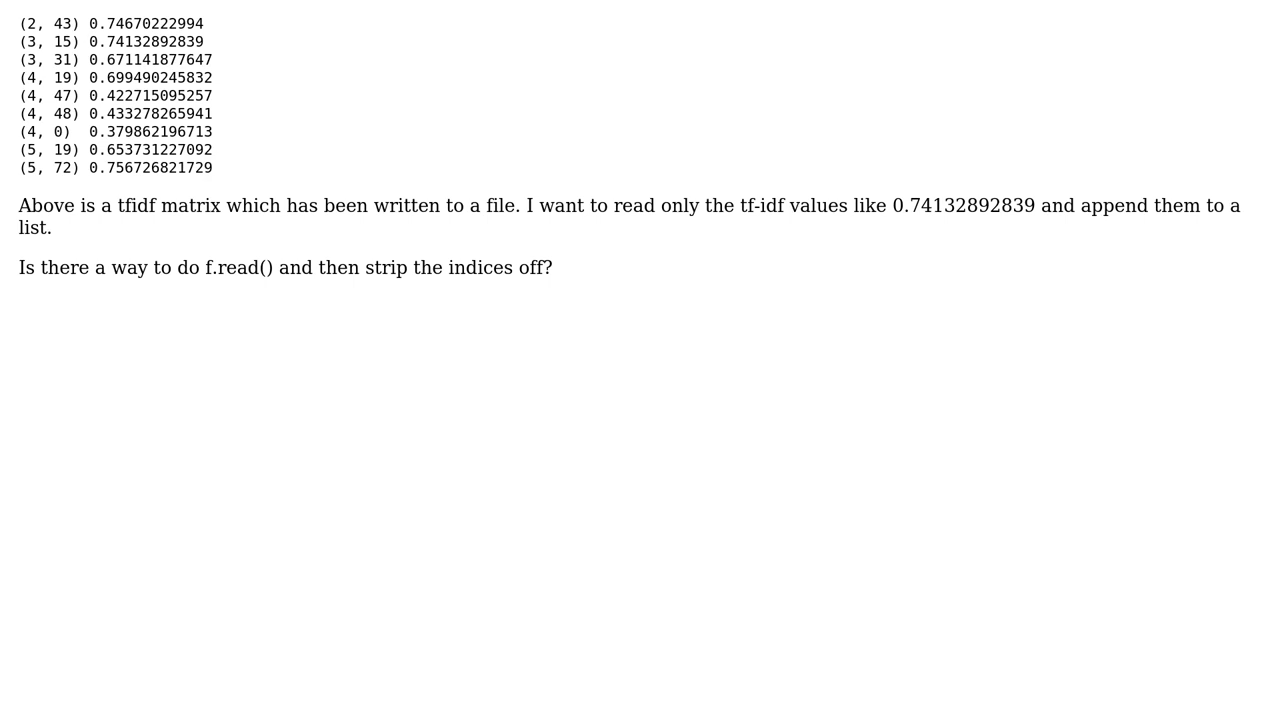 (2, 43) 0.74670222994
(3, 15) 0.74132892839
(3, 31) 0.671141877647
(4, 19) 0.699490245832
(4, 47) 0.422715095257
(4, 48) 0.433278265941
(4, 0)  0.379862196713
(5, 19) 0.653731227092
(5, 72) 0.756726821729
Above is a tfidf matrix which has been written to a file. I want to read only the tf-idf values like 0.74132892839 and append them to a
list.
Is there a way to do f.read() and then strip the indices off?